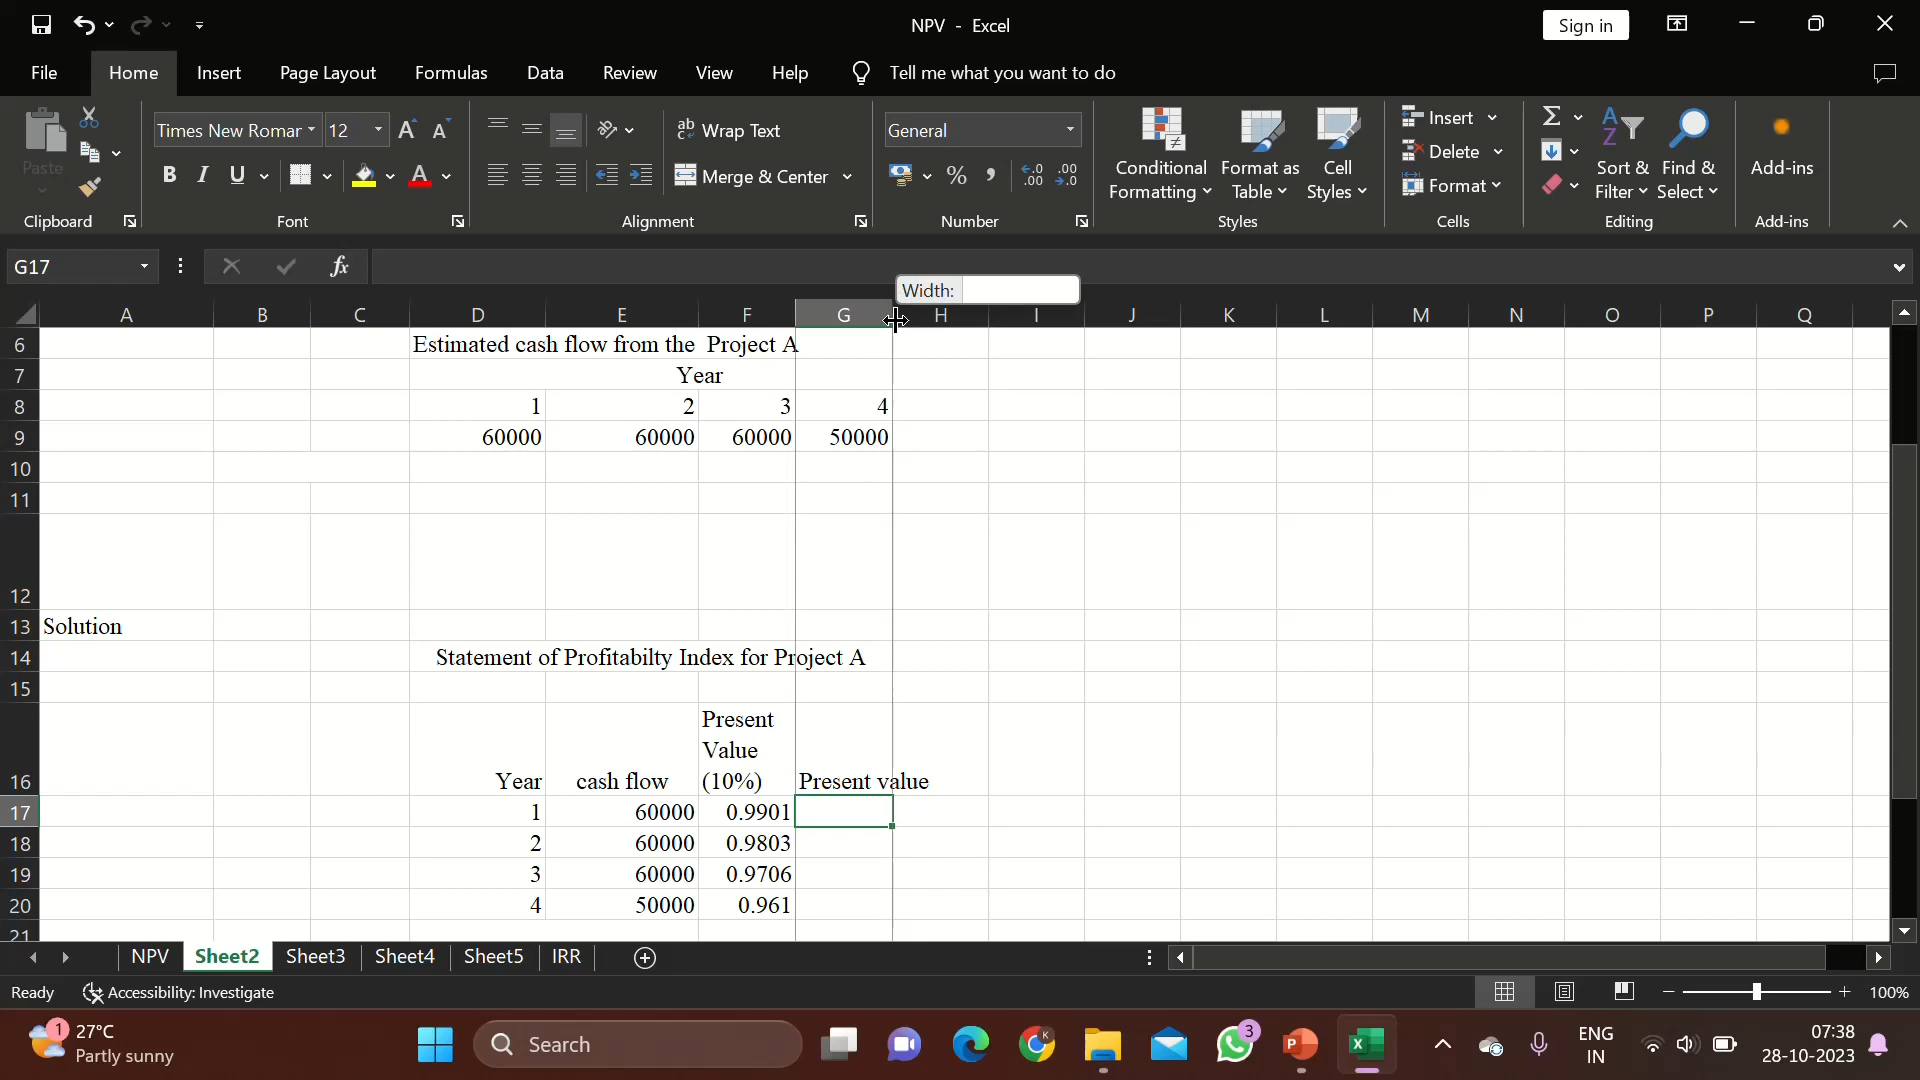 NPV - Excel
Sign in
File Home Insert Page Layout Formulas Data Review View Help Tell me what you want to do
Paste
Clipboard
Times New Romar 12
B I U A
Font
ab Wrap Text
Merge & Center
Alignment
General
% ,
Number
Conditional Formatting
Format as Table
Cell Styles
Styles
Insert
Delete
Format
Cells
Sort & Filter
Find & Select
Editing
Add-ins
Add-ins
G17 fx
Width:
A B C D E F G H I J K L M N O P Q
6 Estimated cash flow from the Project A
7 Year
8 1 2 3 4
9 60000 60000 60000 50000
10
11
12
13 Solution
14 Statement of Profitabilty Index for Project A
15
Present
Value
16 Year cash flow (10%) Present value
17 1 60000 0.9901
18 2 60000 0.9803
19 3 60000 0.9706
20 4 50000 0.961
21
NPV Sheet2 Sheet3 Sheet4 Sheet5 IRR
Ready Accessibility: Investigate 100%
1 27°C
Partly sunny
Search
3
ENG
IN
07:38
28-10-2023